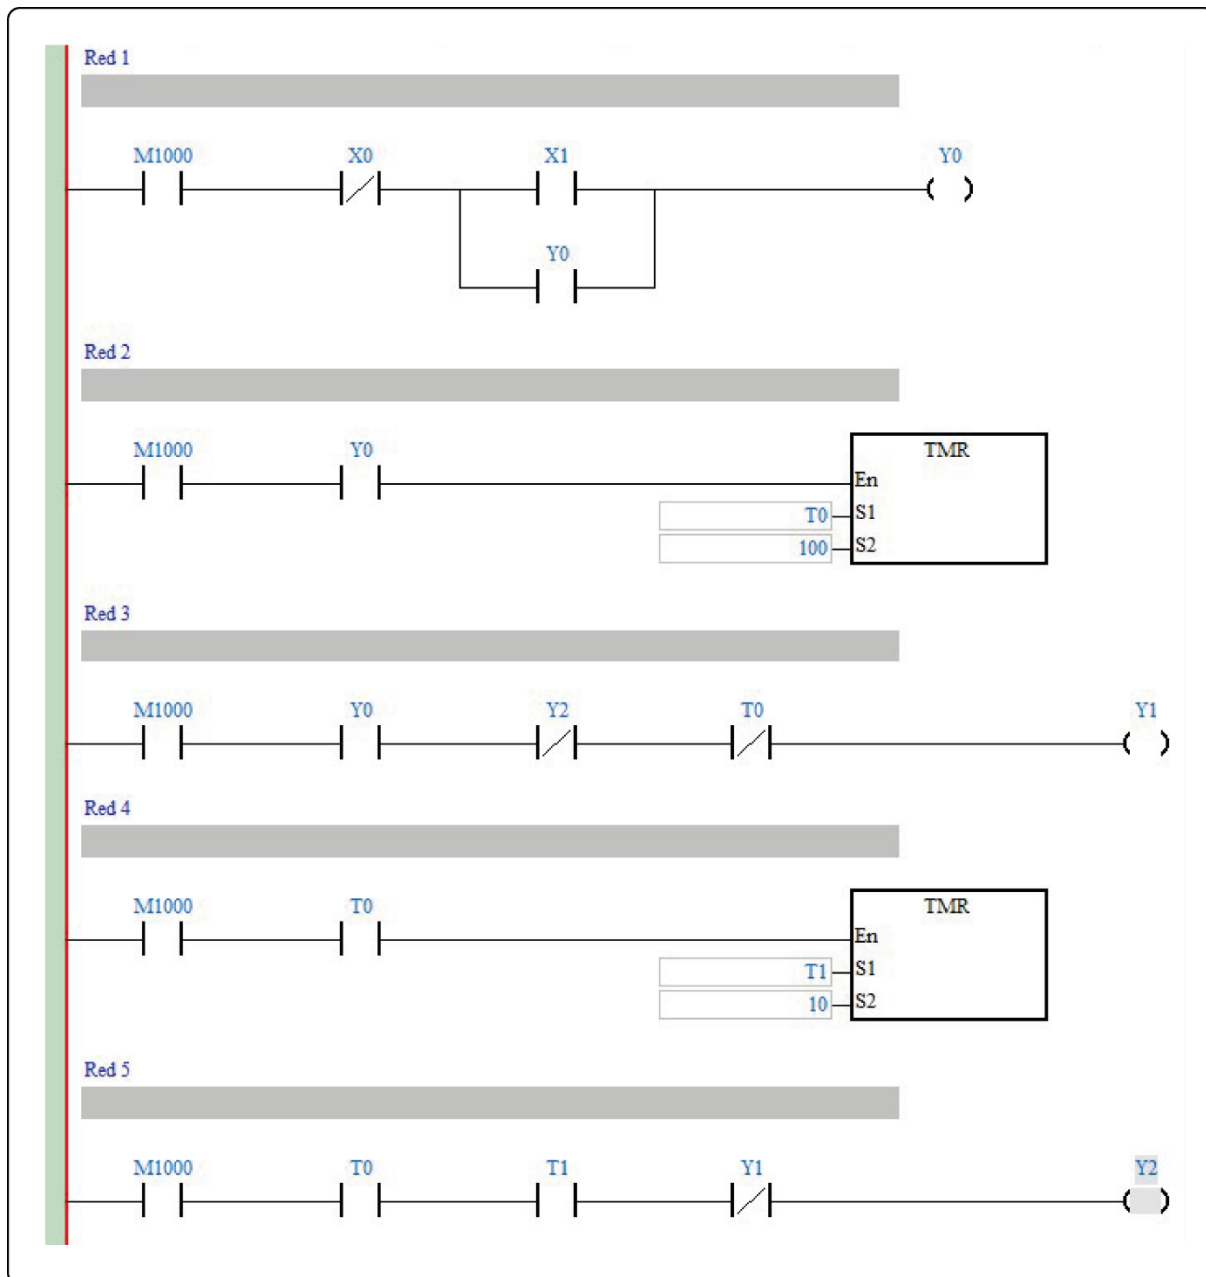 Red 1
M1000 X0 X1 Y0
Y0
Red 2
M1000 Y0 TMR
En
T0 S1
100 S2
Red 3
M1000 Y0 Y2 T0 Y1
Red 4
M1000 T0 TMR
En
T1 S1
10 S2
Red 5
M1000 T0 T1 Y1 Y2